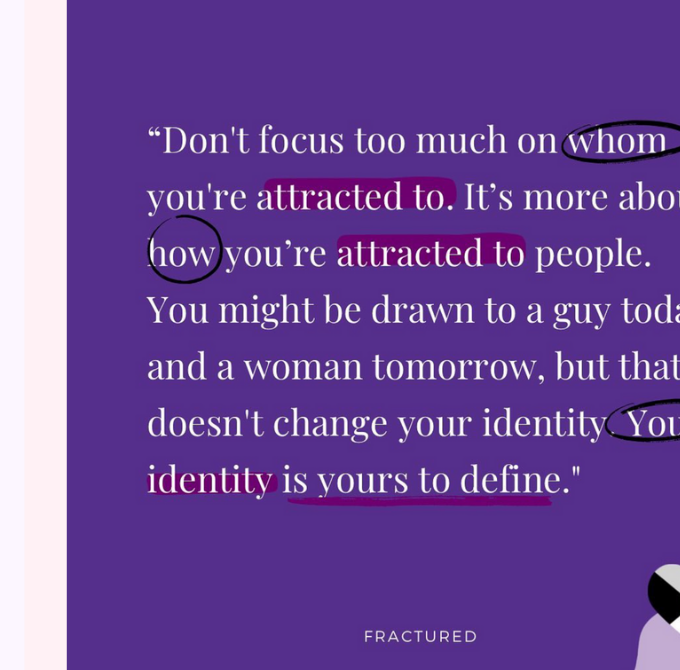 “Don't focus too much on whom
you're attracted to. It’s more abou
how you’re attracted to people.
You might be drawn to a guy toda
and a woman tomorrow, but that
doesn't change your identity. You
identity is yours to define."
FRACTURED